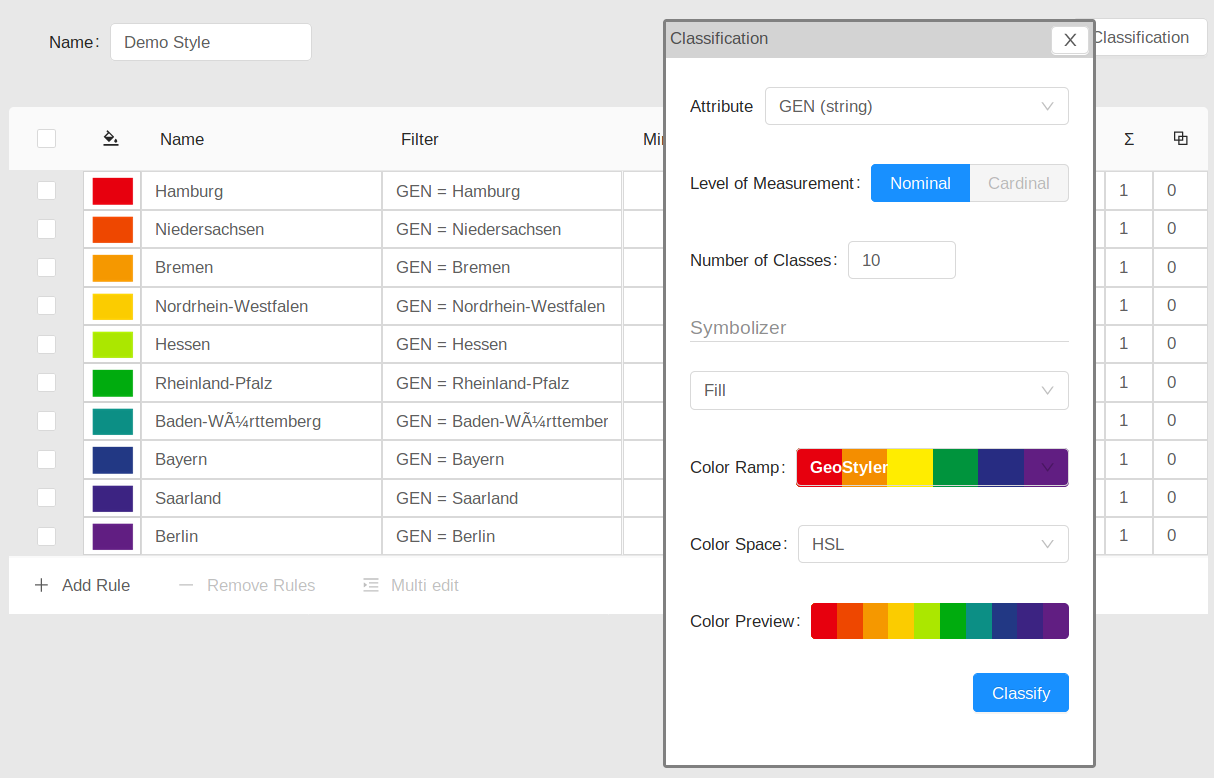 Name:
Demo Style
Classification
X
Classification
Name
Filter
Min
Σ
Hamburg
GEN = Hamburg
1
0
Niedersachsen
GEN = Niedersachsen
1
0
Bremen
GEN = Bremen
1
0
Nordrhein-Westfalen
GEN = Nordrhein-Westfalen
1
0
Hessen
GEN = Hessen
1
0
Rheinland-Pfalz
GEN = Rheinland-Pfalz
1
0
Baden-WÃ¼rttemberg
GEN = Baden-WÃ¼rttember
1
0
Bayern
GEN = Bayern
1
0
Saarland
GEN = Saarland
1
0
Berlin
GEN = Berlin
1
0
Add Rule
Remove Rules
Multi edit
Attribute
GEN (string)
Level of Measurement:
Nominal
Cardinal
Number of Classes:
10
Symbolizer
Fill
Color Ramp:
GeoStyler
Color Space:
HSL
Color Preview:
Classify